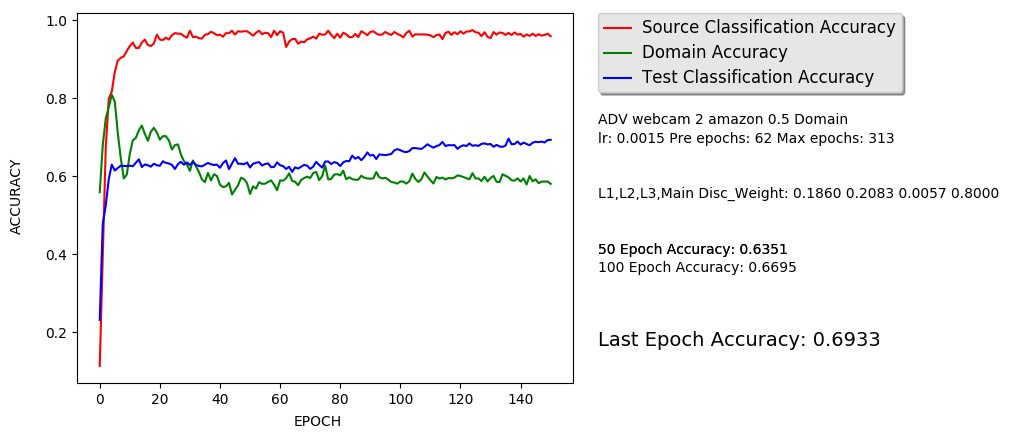 1.0
0.8
0.6
0.4
0.2
ACCURACY
0 20 40 60 80 100 120 140
EPOCH
Source Classification Accuracy
Domain Accuracy
Test Classification Accuracy
ADV webcam 2 amazon 0.5 Domain
lr: 0.0015 Pre epochs: 62 Max epochs: 313
L1,L2,L3,Main Disc_Weight: 0.1860 0.2083 0.0057 0.8000
50 Epoch Accuracy: 0.6351
100 Epoch Accuracy: 0.6695
Last Epoch Accuracy: 0.6933